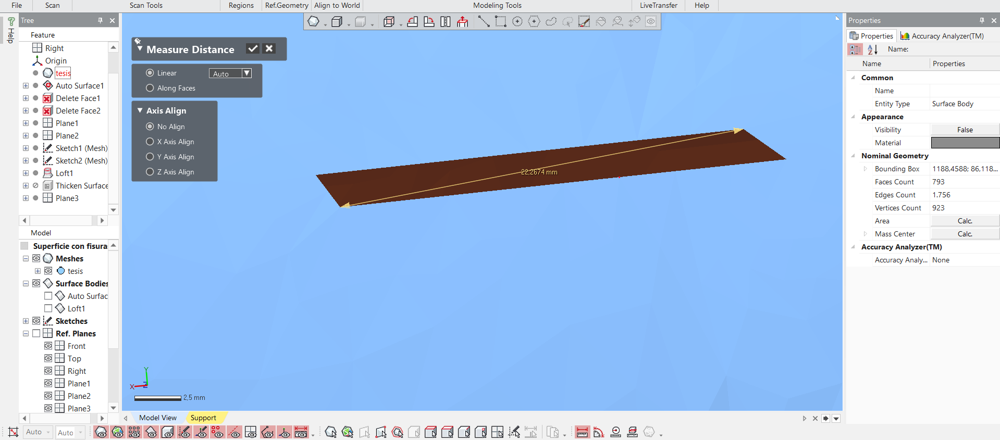 File Scan Scan Tools Regions Ref.Geometry Align to World Modeling Tools LiveTransfer Help
Help
Tree
Feature
Right
Origin
tesis
Auto Surface1
Delete Face1
Delete Face2
Plane1
Plane2
Sketch1 (Mesh)
Sketch2 (Mesh)
Loft1
Thicken Surface
Plane3
Model
Superficie con fisura
Meshes
tesis
Surface Bodies
Auto Surfac
Loft1
Sketches
Ref. Planes
Front
Top
Right
Plane1
Plane2
Plane3
Measure Distance
Linear Auto
Along Faces
Axis Align
No Align
X Axis Align
Y Axis Align
Z Axis Align
22,2674 mm
Y
X Z
2,5 mm
Model View Support
Auto Auto
Properties
Properties Accuracy Analyzer(TM)
Name:
Name Properties
Common
Name
Entity Type Surface Body
Appearance
Visibility False
Material
Nominal Geometry
Bounding Box 1188,4588; 86,118...
Faces Count 793
Edges Count 1.756
Vertices Count 923
Area Calc.
Mass Center Calc.
Accuracy Analyzer(TM)
Accuracy Analy... None